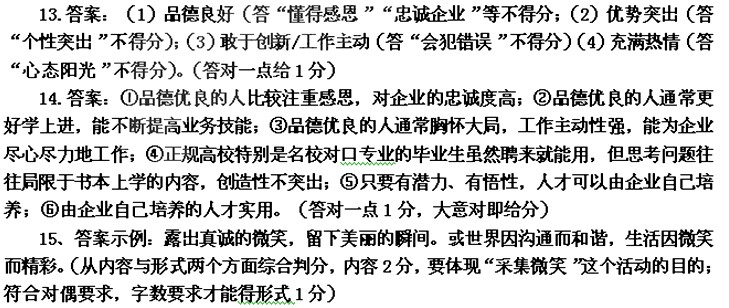 13.答案：（1）品德良好（答“懂得感恩”“忠诚企业”等不得分；（2）优势突出（答
“个性突出”不得分）；（3）敢于创新/工作主动（答“会犯错误”不得分）（4）充满热情（答
“心态阳光”不得分）。（答对一点给1分）
14.答案：①品德优良的人比较注重感恩，对企业的忠诚度高；②品德优良的人通常更
好学上进，能不断提高业务技能；③品德优良的人通常胸怀大局，工作主动性强，能为企业
尽心尽力地工作；④正规高校特别是名校对口专业的毕业生虽然聘来就能用，但思考问题往
往局限于书本上学的内容，创造性不突出；⑤只要有潜力、有悟性，人才可以由企业自己培
养；⑥由企业自己培养的人才实用。（答对一点1分，大意对即给分）
15、答案示例：露出真诚的微笑，留下美丽的瞬间。或世界因沟通而和谐，生活因微笑
而精彩。（从内容与形式两个方面综合判分，内容2分，要体现“采集微笑”这个活动的目的；
符合对偶要求，字数要求才能得形式1分）